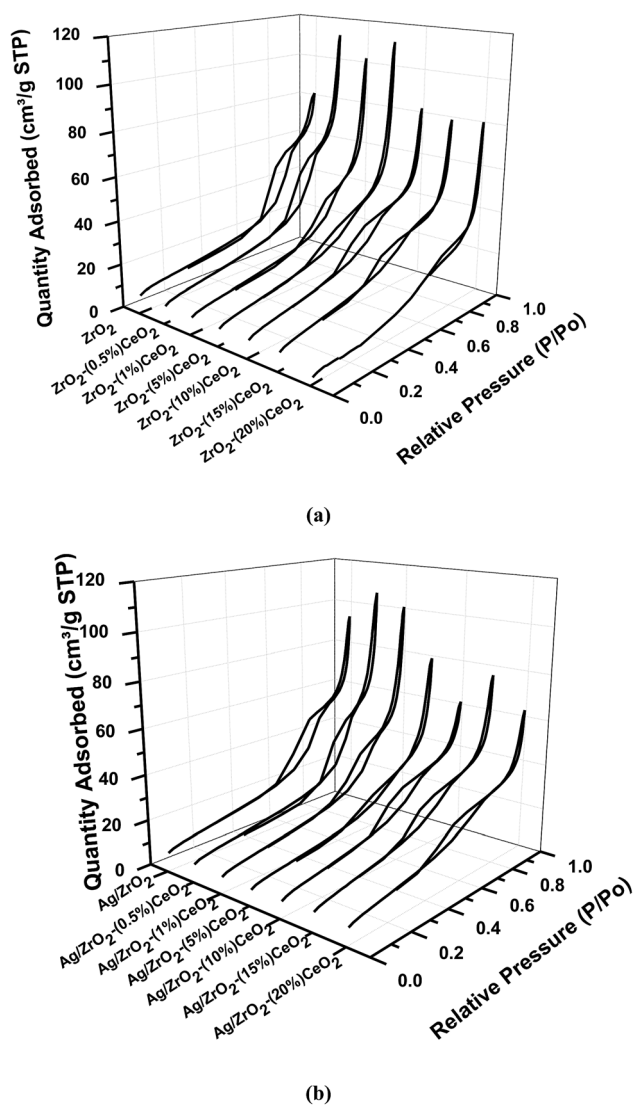 120
100
80
60
40
20
0
Quantity Adsorbed (cm³/g STP)
ZrO₂
ZrO₂-(0.5%)CeO₂
ZrO₂-(1%)CeO₂
ZrO₂-(5%)CeO₂
ZrO₂-(10%)CeO₂
ZrO₂-(15%)CeO₂
ZrO₂-(20%)CeO₂
0.0
0.2
0.4
0.6
0.8
1.0
Relative Pressure (P/Po)
(a)
120
100
80
60
40
20
0
Quantity Adsorbed (cm³/g STP)
Ag/ZrO₂
Ag/ZrO₂-(0.5%)CeO₂
Ag/ZrO₂-(1%)CeO₂
Ag/ZrO₂-(5%)CeO₂
Ag/ZrO₂-(10%)CeO₂
Ag/ZrO₂-(15%)CeO₂
Ag/ZrO₂-(20%)CeO₂
0.0
0.2
0.4
0.6
0.8
1.0
Relative Pressure (P/Po)
(b)